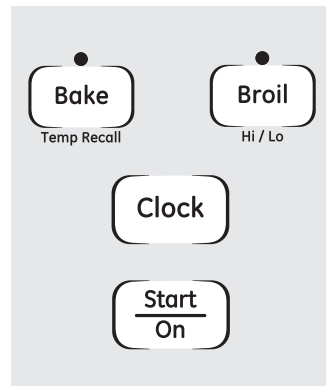 Bake Broil
Temp Recall Hi / Lo
Clock
Start
On